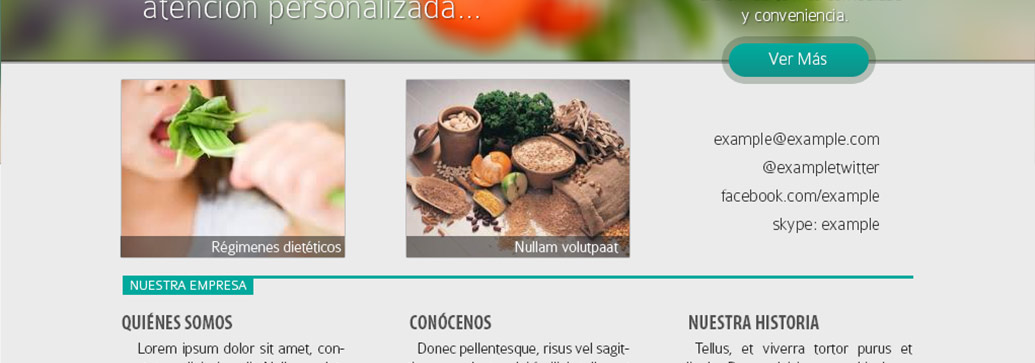 atención personalizada...
y conveniencia.
Ver Más
example@example.com
@exampletwitter
facebook.com/example
skype: example
Régimenes dietéticos
Nullam volutpaat
NUESTRA EMPRESA
QUIÉNES SOMOS
Lorem ipsum dolor sit amet, con-
CONÓCENOS
Donec pellentesque, risus vel sagit-
NUESTRA HISTORIA
Tellus, et viverra tortor purus et